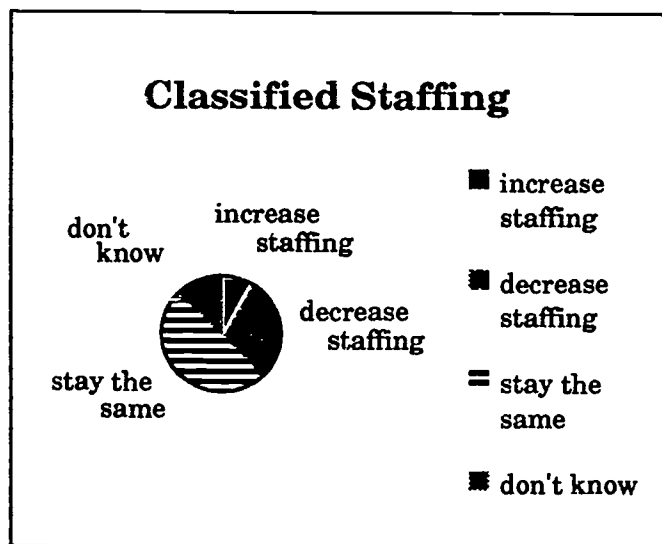 Classified Staffing
don't
know
increase
staffing
decrease
staffing
stay the
same
increase
staffing
decrease
staffing
stay the
same
don't know